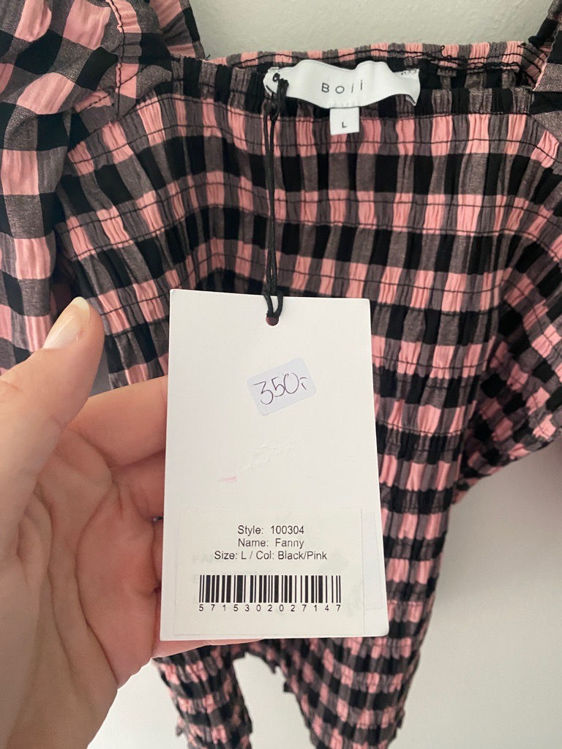 Boii
L
350,-
Style: 100304
Name: Fanny
Size: L / Col: Black/Pink
5715302027147